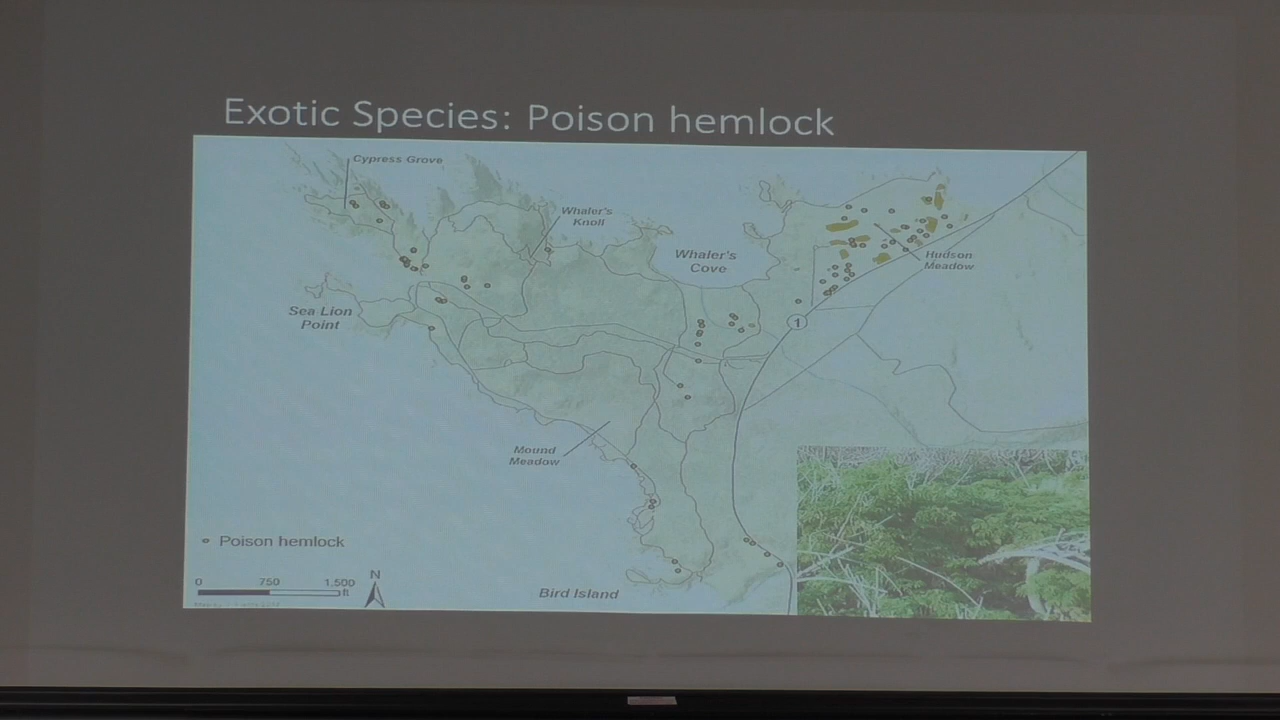 Exotic Species: Poison hemlock
Cypress Grove
Whaler's
Knoll
Whaler's
Cove
Hudson
Meadow
Sea Lion
Point
1
Mound
Meadow
Poison hemlock
0 750 1,500
ft
N
Bird Island